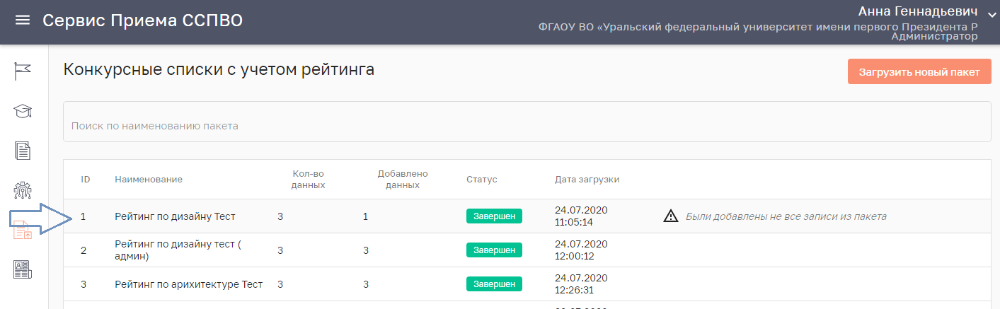 Сервис Приема ССПВО
Анна Геннадьевич
ФГАОУ ВО «Уральский федеральный университет имени первого Президента Р
Администратор
Конкурсные списки с учетом рейтинга
Загрузить новый пакет
Поиск по наименованию пакета
ID Наименование Кол-во данных Добавлено данных Статус Дата загрузки
1 Рейтинг по дизайну Тест 3 1 Завершен 24.07.2020 11:05:14 Были добавлены не все записи из пакета
2 Рейтинг по дизайну тест ( админ) 3 3 Завершен 24.07.2020 12:00:12
3 Рейтинг по арихитектуре Тест 3 3 Завершен 24.07.2020 12:26:31